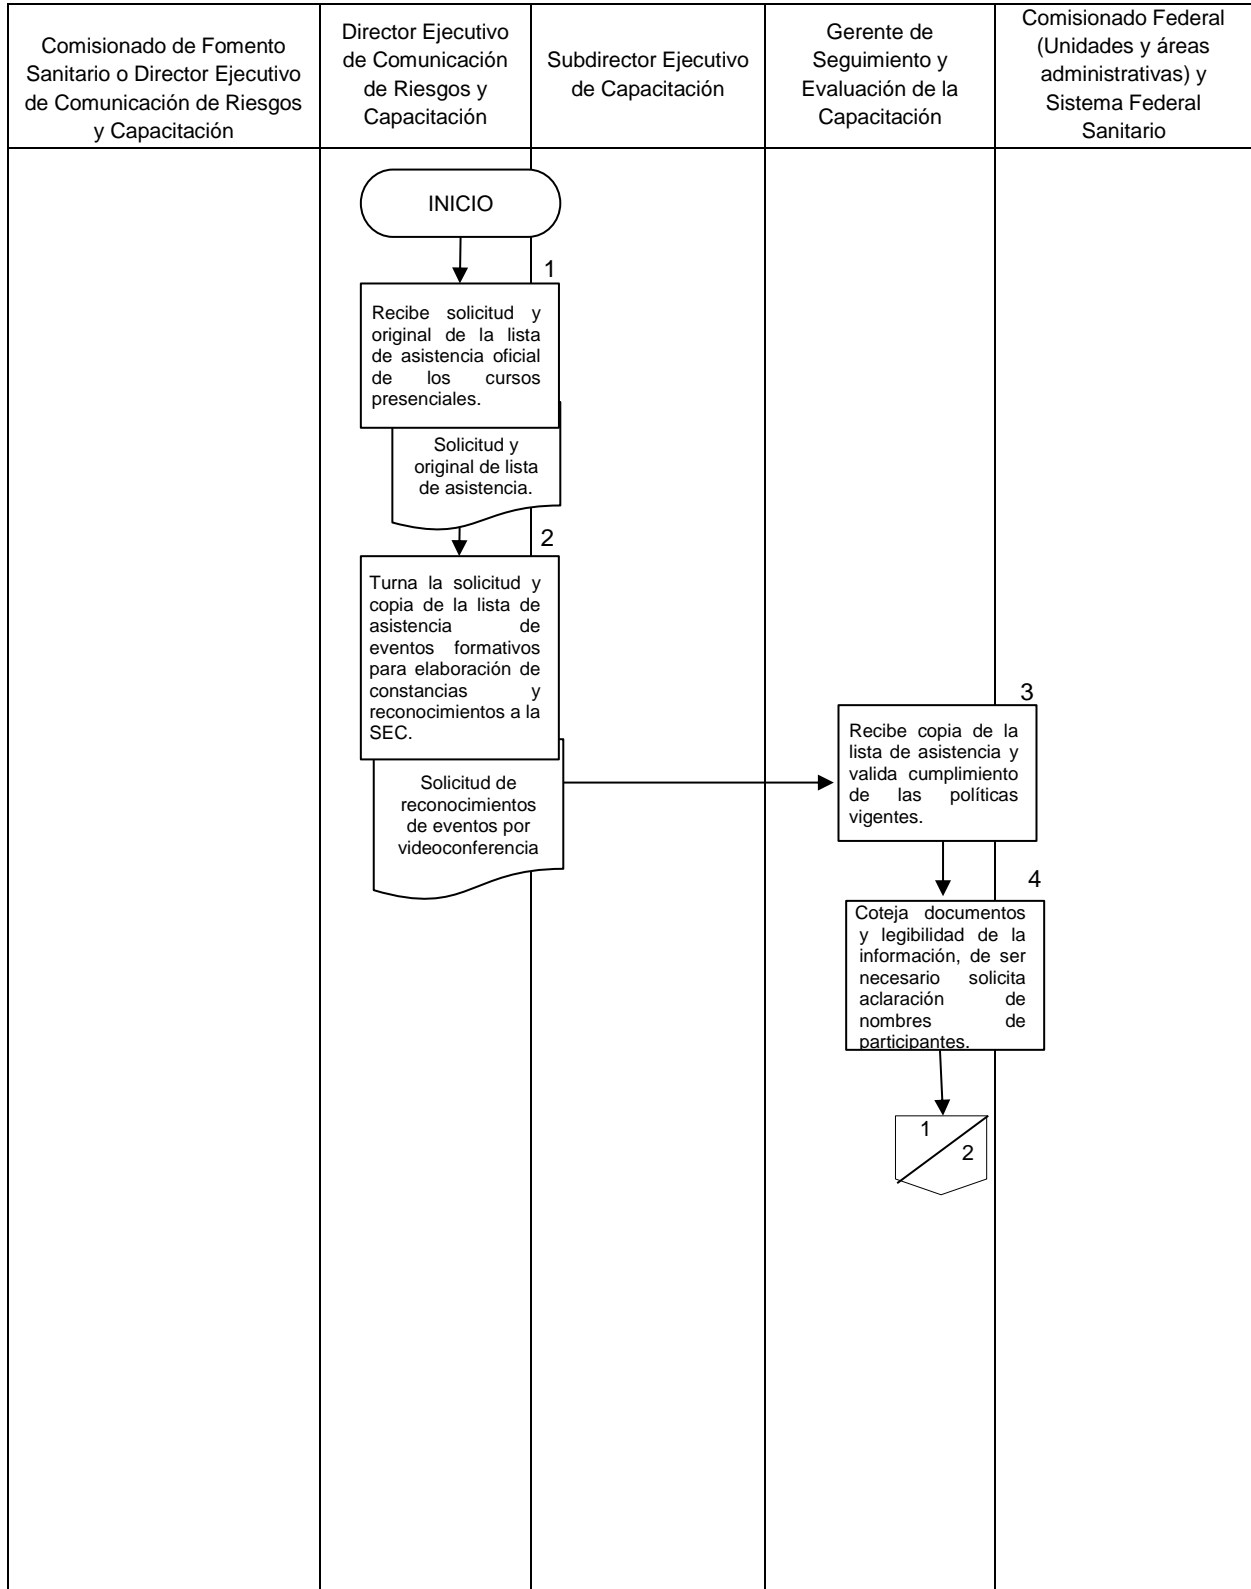 Comisionado de Fomento
Sanitario o Director Ejecutivo
de Comunicación de Riesgos
y Capacitación
Director Ejecutivo
de Comunicación
de Riesgos y
Capacitación
Subdirector Ejecutivo
de Capacitación
Gerente de
Seguimiento y
Evaluación de la
Capacitación
Comisionado Federal
(Unidades y áreas
administrativas) y
Sistema Federal
Sanitario
INICIO
1
Recibe solicitud y
original de la lista
de asistencia oficial
de los cursos
presenciales.
Solicitud y
original de lista
de asistencia.
2
Turna la solicitud y
copia de la lista de
asistencia de
eventos formativos
para elaboración de
constancias y
reconocimientos a la
SEC.
Solicitud de
reconocimientos
de eventos por
videoconferencia
3
Recibe copia de la
lista de asistencia y
valida cumplimiento
de las políticas
vigentes.
4
Coteja documentos
y legibilidad de la
información, de ser
necesario solicita
aclaración de
nombres de
participantes.
1
2